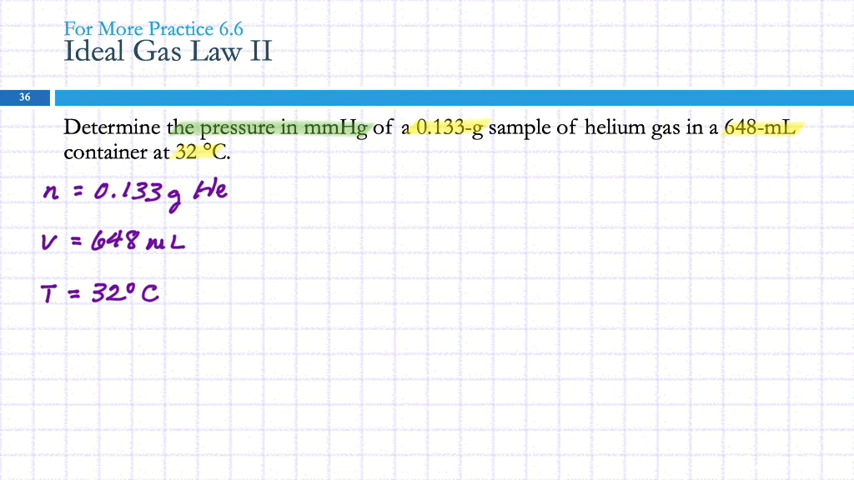 For More Practice 6.6
Ideal Gas Law II
36
Determine the pressure in mmHg of a 0.133-g sample of helium gas in a 648-mL
container at 32 °C.
n = 0.133 g He
V = 648 mL
T = 32° C